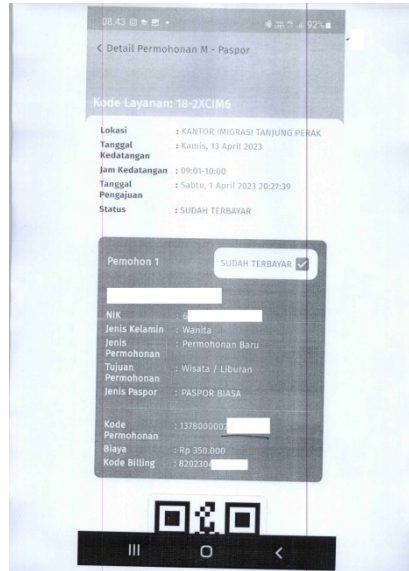 08.43
92%
< Detail Permohonan M - Paspor
Kode Layanan: 18-2XCIM6
Lokasi : KANTOR IMIGRASI TANJUNG PERAK
Tanggal Kedatangan : Kamis, 13 April 2023
Jam Kedatangan : 09:01-10:00
Tanggal Pengajuan : Sabtu, 1 April 2023 20:27:39
Status : SUDAH TERBAYAR
Pemohon 1
SUDAH TERBAYAR
NIK : 6
Jenis Kelamin : Wanita
Jenis Permohonan : Permohonan Baru
Tujuan Permohonan : Wisata / Liburan
Jenis Paspor : PASPOR BIASA
Kode Permohonan : 1378000002
Biaya : Rp 350.000
Kode Billing : 8202304